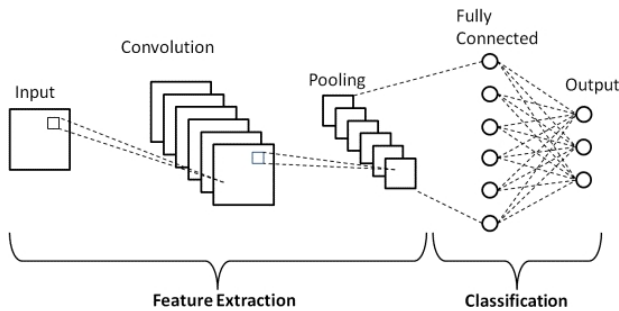 Fully
Connected
Convolution
Pooling
Input
Output
Feature Extraction
Classification